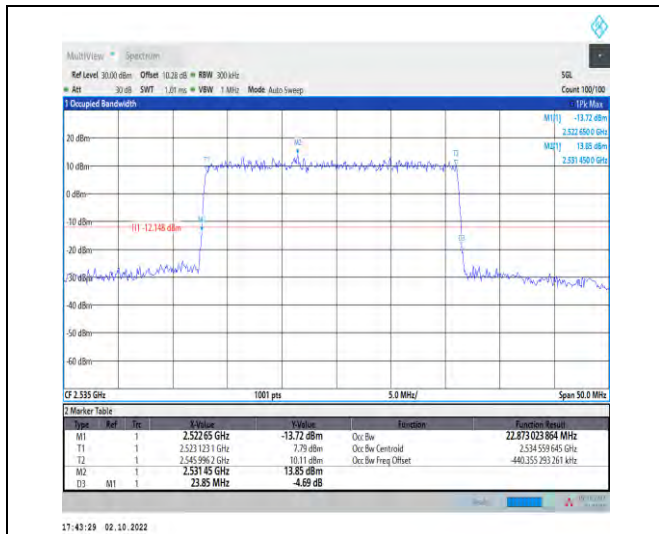 MultiView Spectrum
Ref Level 30.00 dBm Offset 10.28 dB RBW 300 kHz SGL
Att 30 dB SWT 1.01 ms VBW 1 MHz Mode Auto Sweep Count 100/100
1 Occupied Bandwidth 1Pk Max
M1[1] -13.72 dBm
2.522 650 0 GHz
M2[1] 13.85 dBm
2.531 450 0 GHz
20 dBm
M2
T1 T2
10 dBm
0 dBm
-10 dBm
H1 -12.148 dBm
D3
-20 dBm
-30 dBm
-40 dBm
-50 dBm
-60 dBm
CF 2.535 GHz 1001 pts 5.0 MHz/ Span 50.0 MHz
2 Marker Table
Type Ref Trc X-Value Y-Value Function Function Result
M1 1 2.522 65 GHz -13.72 dBm Occ Bw 22.873 023 864 MHz
T1 1 2.523 123 1 GHz 7.79 dBm Occ Bw Centroid 2.534 559 645 GHz
T2 1 2.545 996 2 GHz 10.11 dBm Occ Bw Freq Offset -440.355 293 261 kHz
M2 1 2.531 45 GHz 13.85 dBm
D3 M1 1 23.85 MHz -4.69 dB
17:43:29 02.10.2022